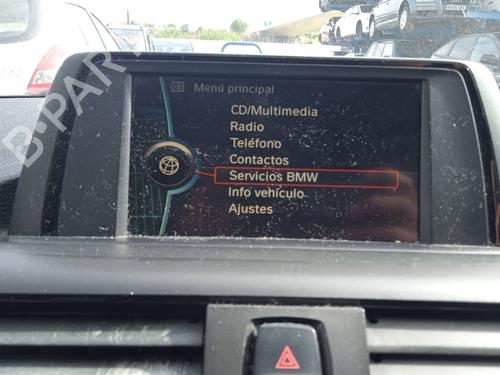 Menú principal
CD/Multimedia
Radio
Teléfono
Contactos
Servicios BMW
Info vehículo
Ajustes
B-PARTS